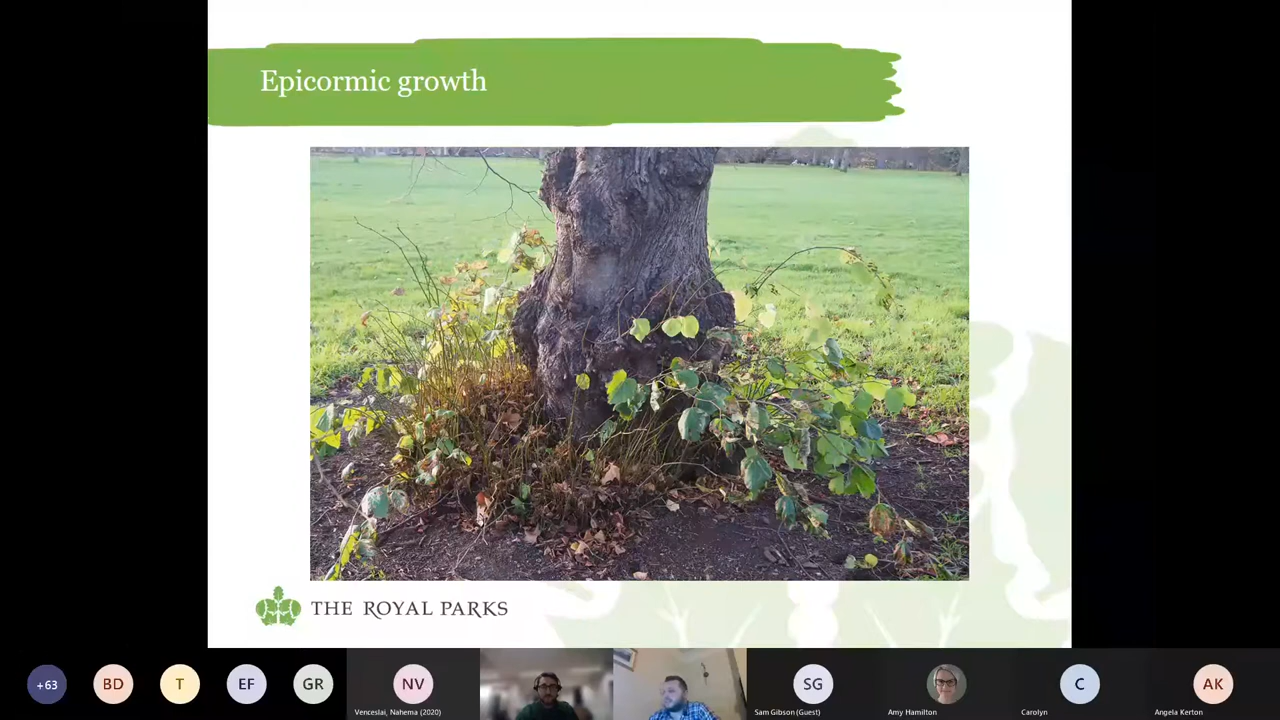 Epicormic growth
THE ROYAL PARKS
+63
BD
T
EF
GR
NV
SG
C
AK
Venceslai, Nahema (2020)
Sam Gibson (Guest)
Amy Hamilton
Carolyn
Angela Kerton